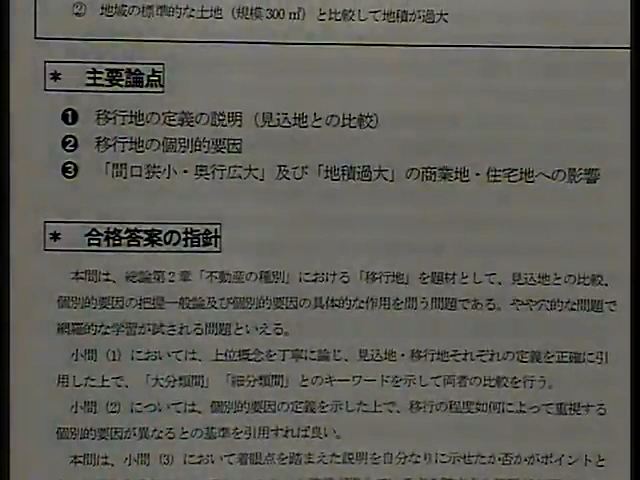 ② 地域の標準的な土地（規模300㎡）と比較して地積が過大
＊ 主要論点
❶ 移行地の定義の説明（見込地との比較）
❷ 移行地の個別的要因
❸ 「間口狭小・奥行広大」及び「地積過大」の商業地・住宅地への影響
＊ 合格答案の指針
本問は、総論第２章「不動産の種別」における「移行地」を題材として、見込地との比較、
個別的要因の把握一般論及び個別的要因の具体的な作用を問う問題である。やや穴的な問題で
網羅的な学習が試される問題といえる。
小問（1）においては、上位概念を丁寧に論じ、見込地・移行地それぞれの定義を正確に引
用した上で、「大分類間」「細分類間」とのキーワードを示して両者の比較を行う。
小問（2）については、個別的要因の定義を示した上で、移行の程度如何によって重視する
個別的要因が異なるとの基準を引用すれば良い。
本問は、小問（3）において着眼点を踏まえた説明を自分なりに示せたか否かがポイントと